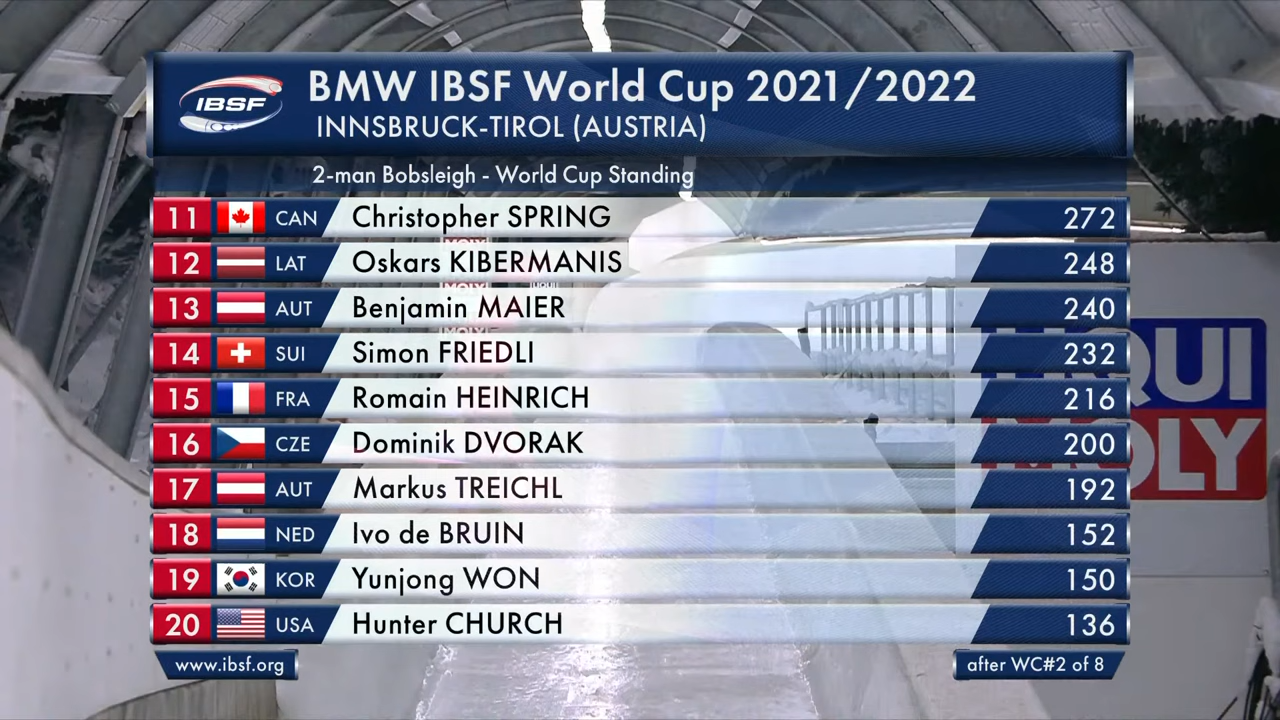 IBSF
BMW IBSF World Cup 2021/2022
INNSBRUCK-TIROL (AUSTRIA)
2-man Bobsleigh - World Cup Standing
11 CAN Christopher SPRING 272
12 LAT Oskars KIBERMANIS 248
13 AUT Benjamin MAIER 240
14 SUI Simon FRIEDLI 232
15 FRA Romain HEINRICH 216
16 CZE Dominik DVORAK 200
17 AUT Markus TREICHL 192
18 NED Ivo de BRUIN 152
19 KOR Yunjong WON 150
20 USA Hunter CHURCH 136
www.ibsf.org
after WC#2 of 8
MOLY